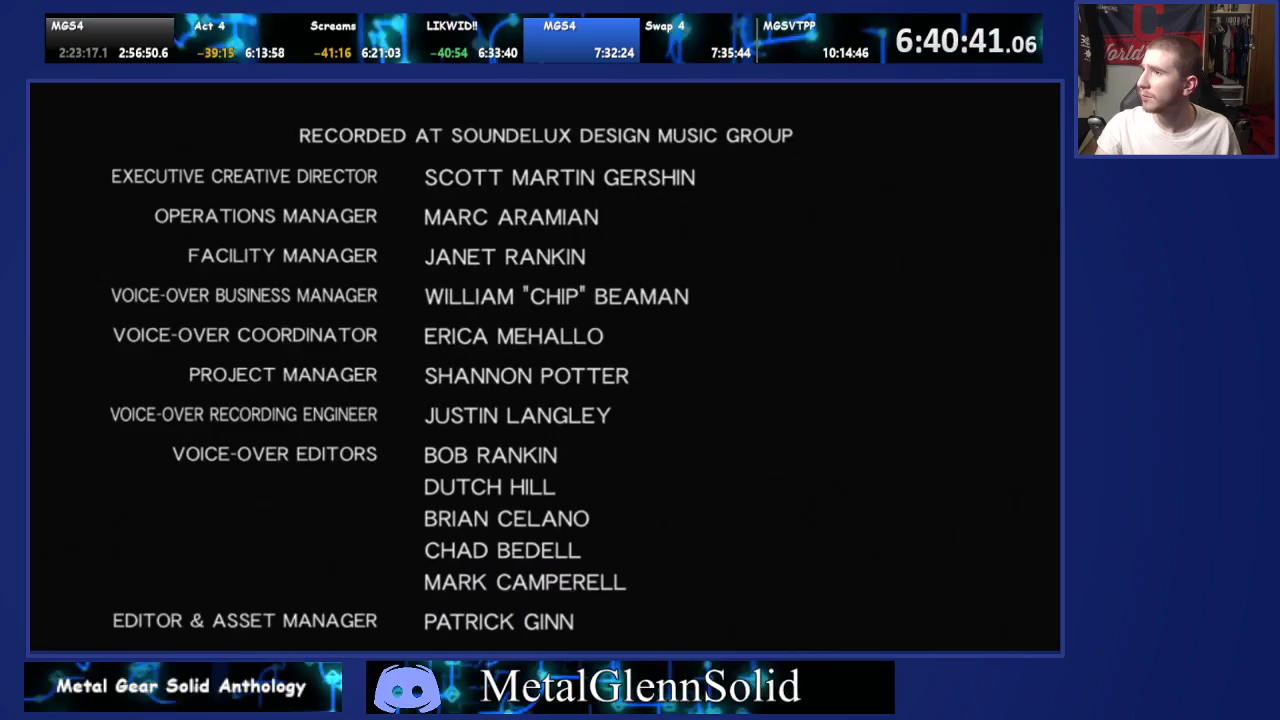 MGS4 Act 4 Screams LIKWID!! MGS4 Swap 4 MGSVTPP
2:23:17.1 2:56:50.6 -39:15 6:13:58 -41:16 6:21:03 -40:54 6:33:40 7:32:24 7:35:44 10:14:46
6:40:41.06
RECORDED AT SOUNDELUX DESIGN MUSIC GROUP
EXECUTIVE CREATIVE DIRECTOR SCOTT MARTIN GERSHIN
OPERATIONS MANAGER MARC ARAMIAN
FACILITY MANAGER JANET RANKIN
VOICE-OVER BUSINESS MANAGER WILLIAM "CHIP" BEAMAN
VOICE-OVER COORDINATOR ERICA MEHALLO
PROJECT MANAGER SHANNON POTTER
VOICE-OVER RECORDING ENGINEER JUSTIN LANGLEY
VOICE-OVER EDITORS BOB RANKIN
DUTCH HILL
BRIAN CELANO
CHAD BEDELL
MARK CAMPERELL
EDITOR & ASSET MANAGER PATRICK GINN
Metal Gear Solid Anthology
MetalGlennSolid